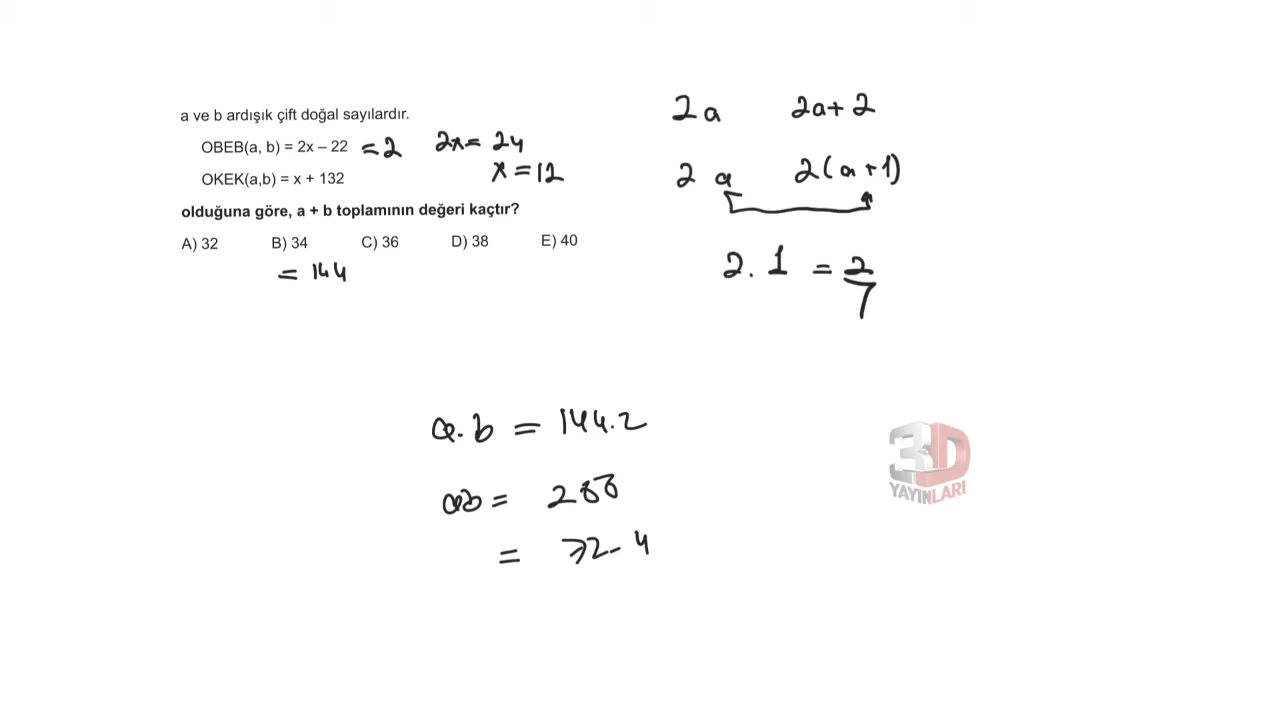 a ve b ardışık çift doğal sayılardır.
OBEB(a, b) = 2x – 22 = 2 2x = 24
x = 12
OKEK(a,b) = x + 132
olduğuna göre, a + b toplamının değeri kaçtır?
A) 32 B) 34 C) 36 D) 38 E) 40
= 144
2a 2a+2
2 a 2(a+1)
2. 1 = 2
a. b = 144.2
ab = 288
= 72 - 4
3D
YAYINLARI